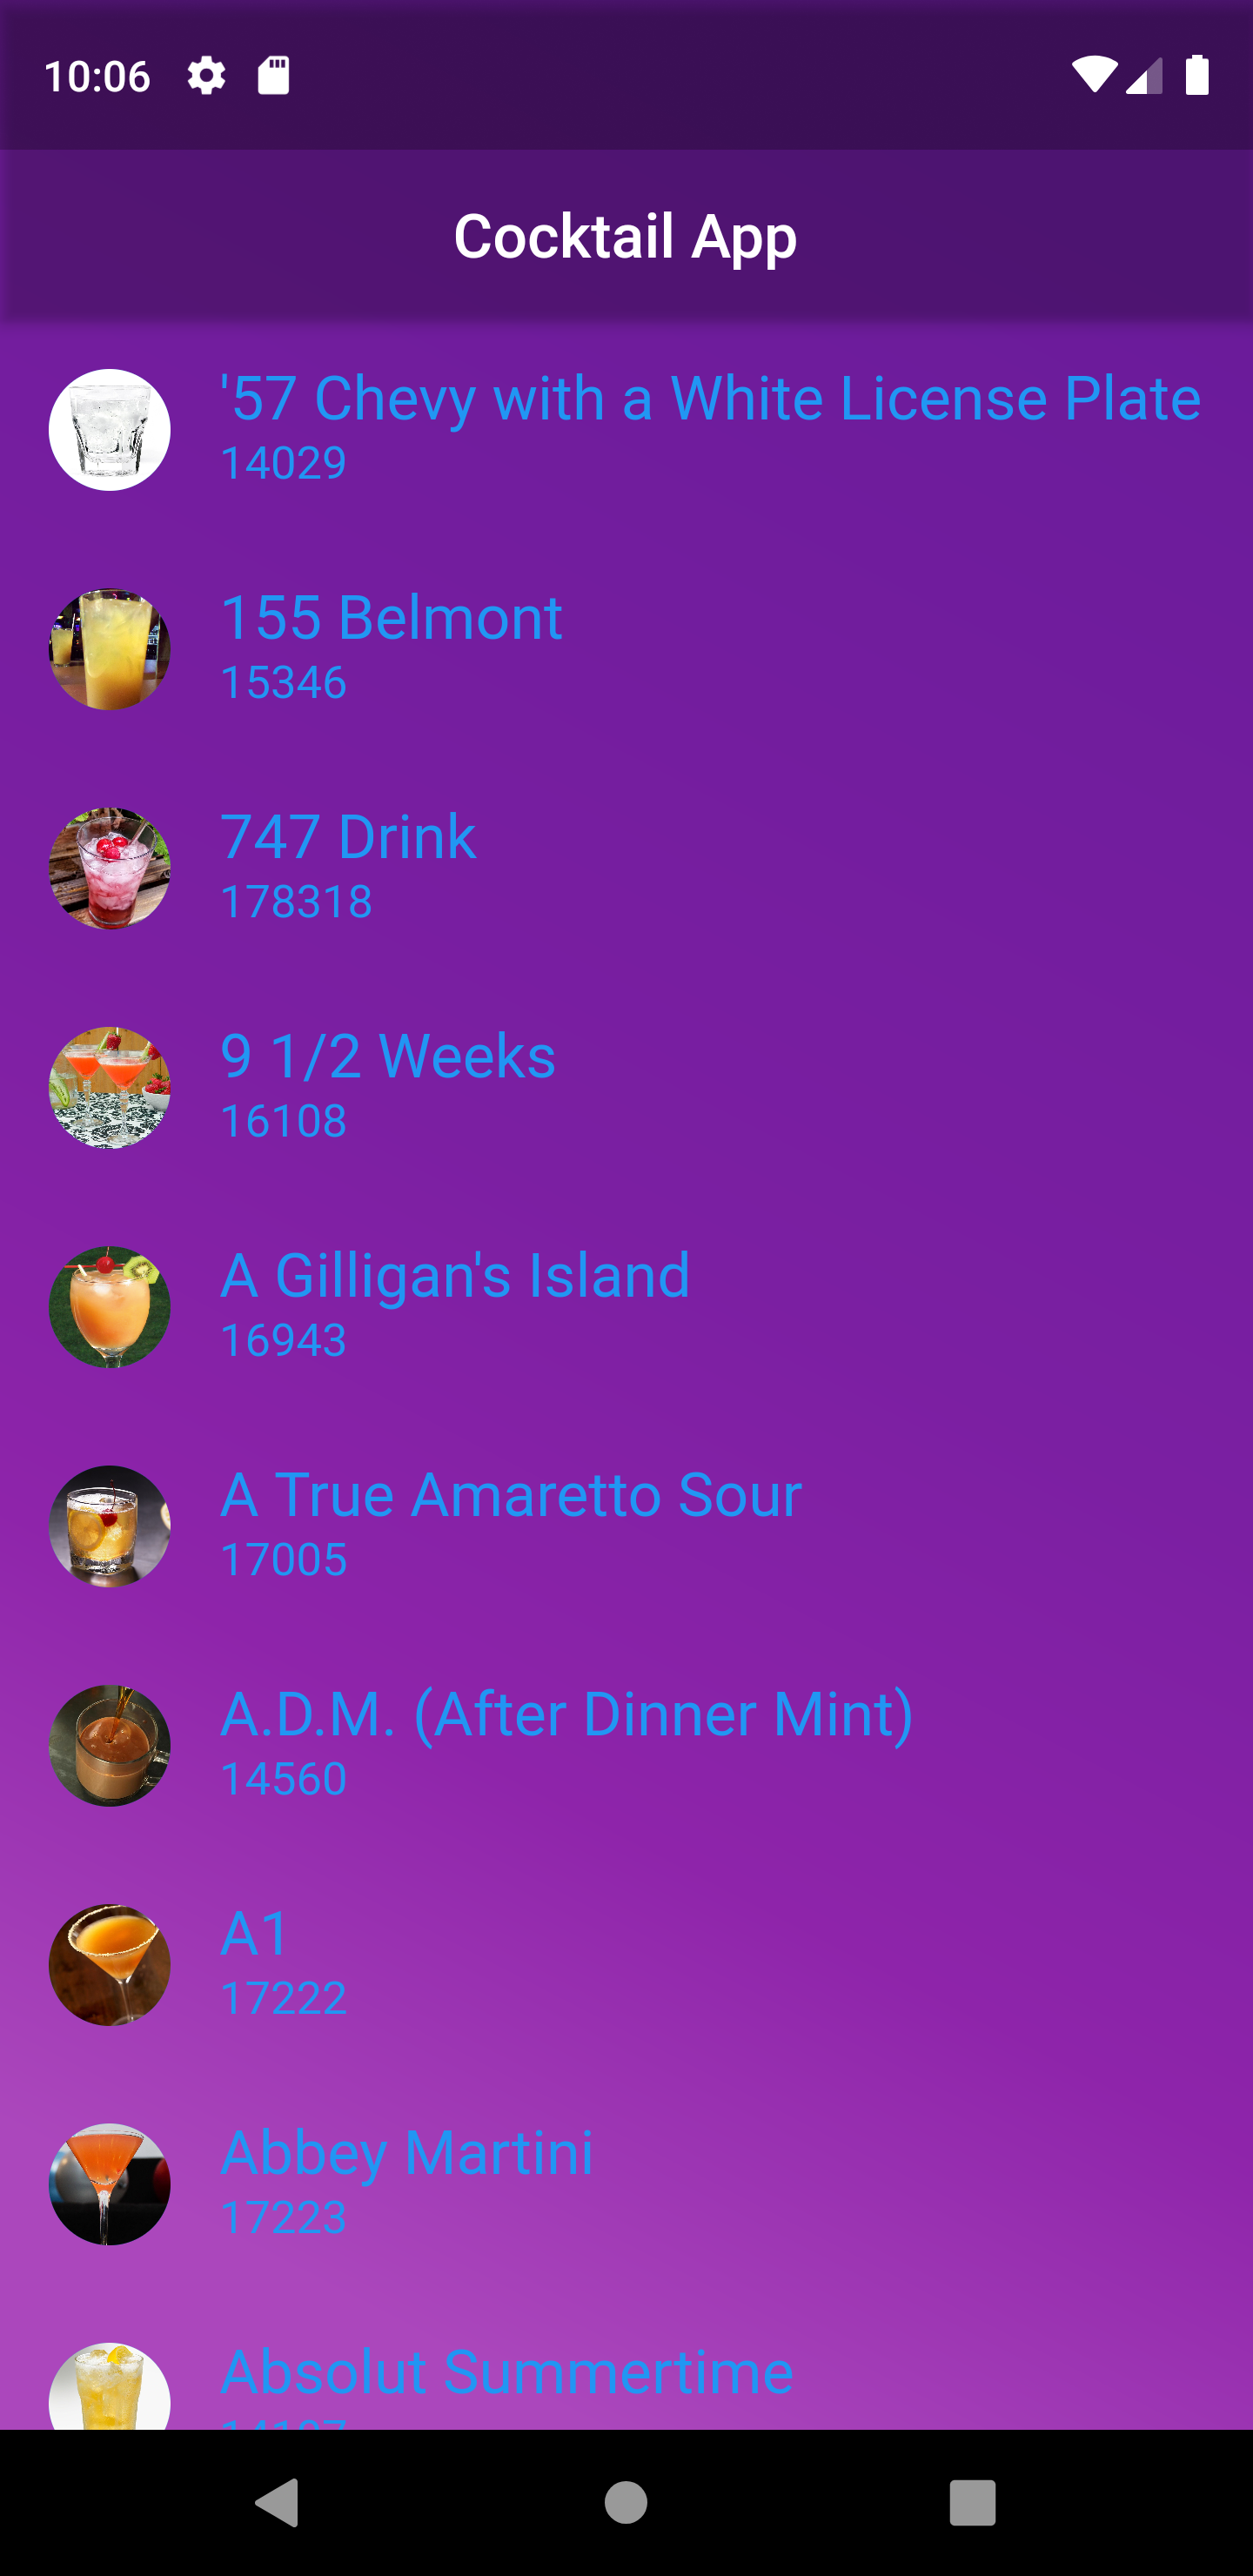 10:06
Cocktail App
'57 Chevy with a White License Plate
14029
155 Belmont
15346
747 Drink
178318
9 1/2 Weeks
16108
A Gilligan's Island
16943
A True Amaretto Sour
17005
A.D.M. (After Dinner Mint)
14560
A1
17222
Abbey Martini
17223
Absolut Summertime